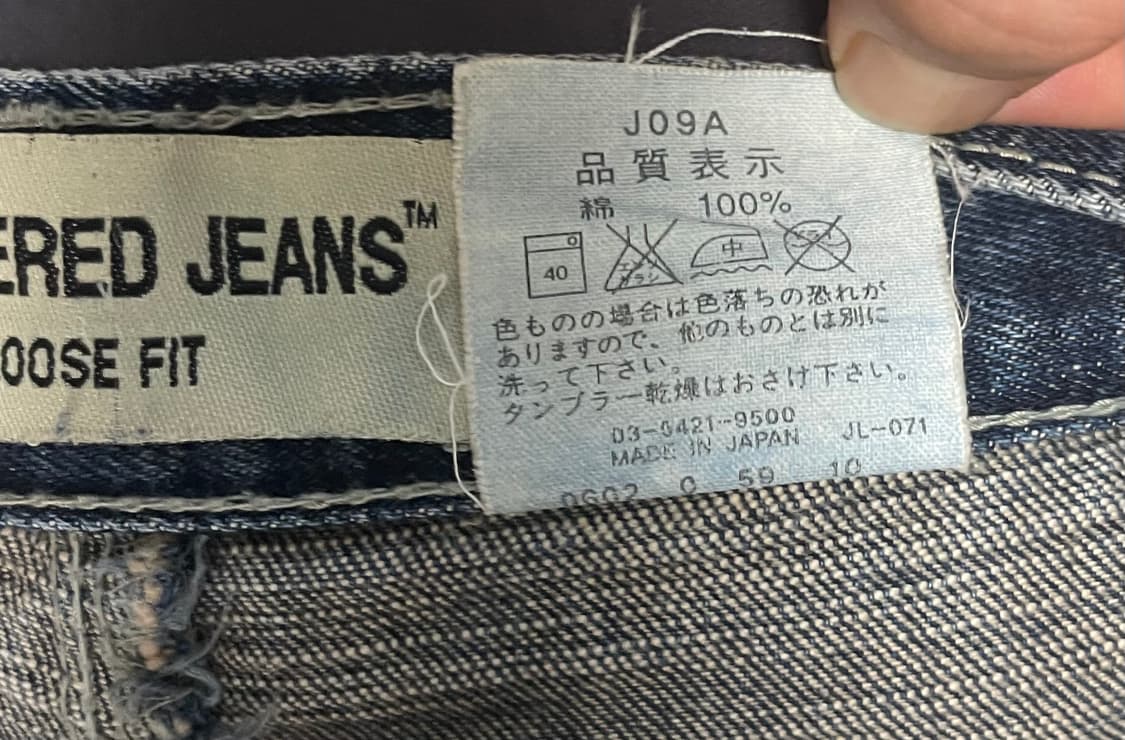 ERED JEANS™
OOSE FIT
J09A
品質表示
綿 100%
40
中
色ものの場合は色落ちの恐れが
ありますので、他のものとは別に
洗って下さい。
タンブラー乾燥はおさけ下さい。
03-5421-9500
MADE IN JAPAN JL-071
59 10